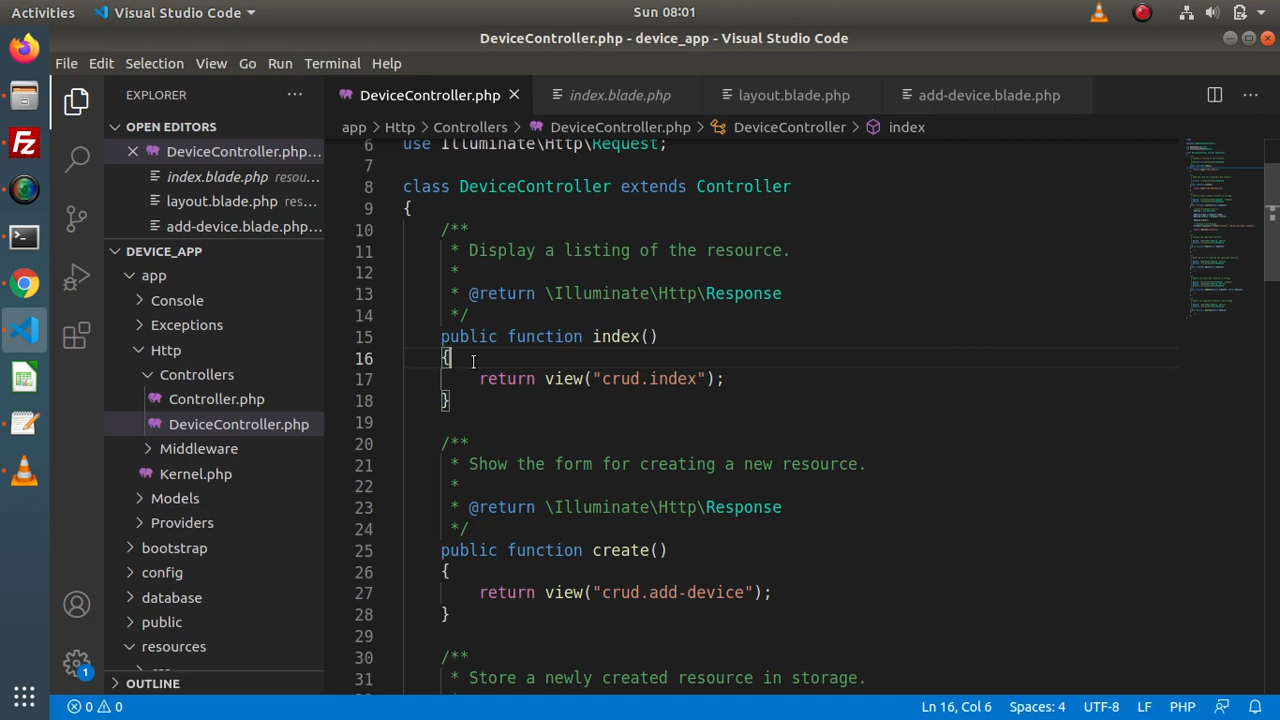 Activities
Visual Studio Code
Sun 08:01
DeviceController.php - device_app - Visual Studio Code
File Edit Selection View Go Run Terminal Help
EXPLORER
OPEN EDITORS
DeviceController.php...
index.blade.php resou...
layout.blade.php res...
add-device.blade.php...
DEVICE_APP
app
Console
Exceptions
Http
Controllers
Controller.php
DeviceController.php
Middleware
Kernel.php
Models
Providers
bootstrap
config
database
public
resources
OUTLINE
1
DeviceController.php
index.blade.php
layout.blade.php
add-device.blade.php
app > Http > Controllers > DeviceController.php > DeviceController > index
6 use Illuminate\Http\Request;
7
8 class DeviceController extends Controller
9 {
10 /**
11 * Display a listing of the resource.
12 *
13 * @return \Illuminate\Http\Response
14 */
15 public function index()
16 {
17 return view("crud.index");
18 }
19
20 /**
21 * Show the form for creating a new resource.
22 *
23 * @return \Illuminate\Http\Response
24 */
25 public function create()
26 {
27 return view("crud.add-device");
28 }
29
30 /**
31 * Store a newly created resource in storage.
0 0
Ln 16, Col 6
Spaces: 4
UTF-8
LF
PHP